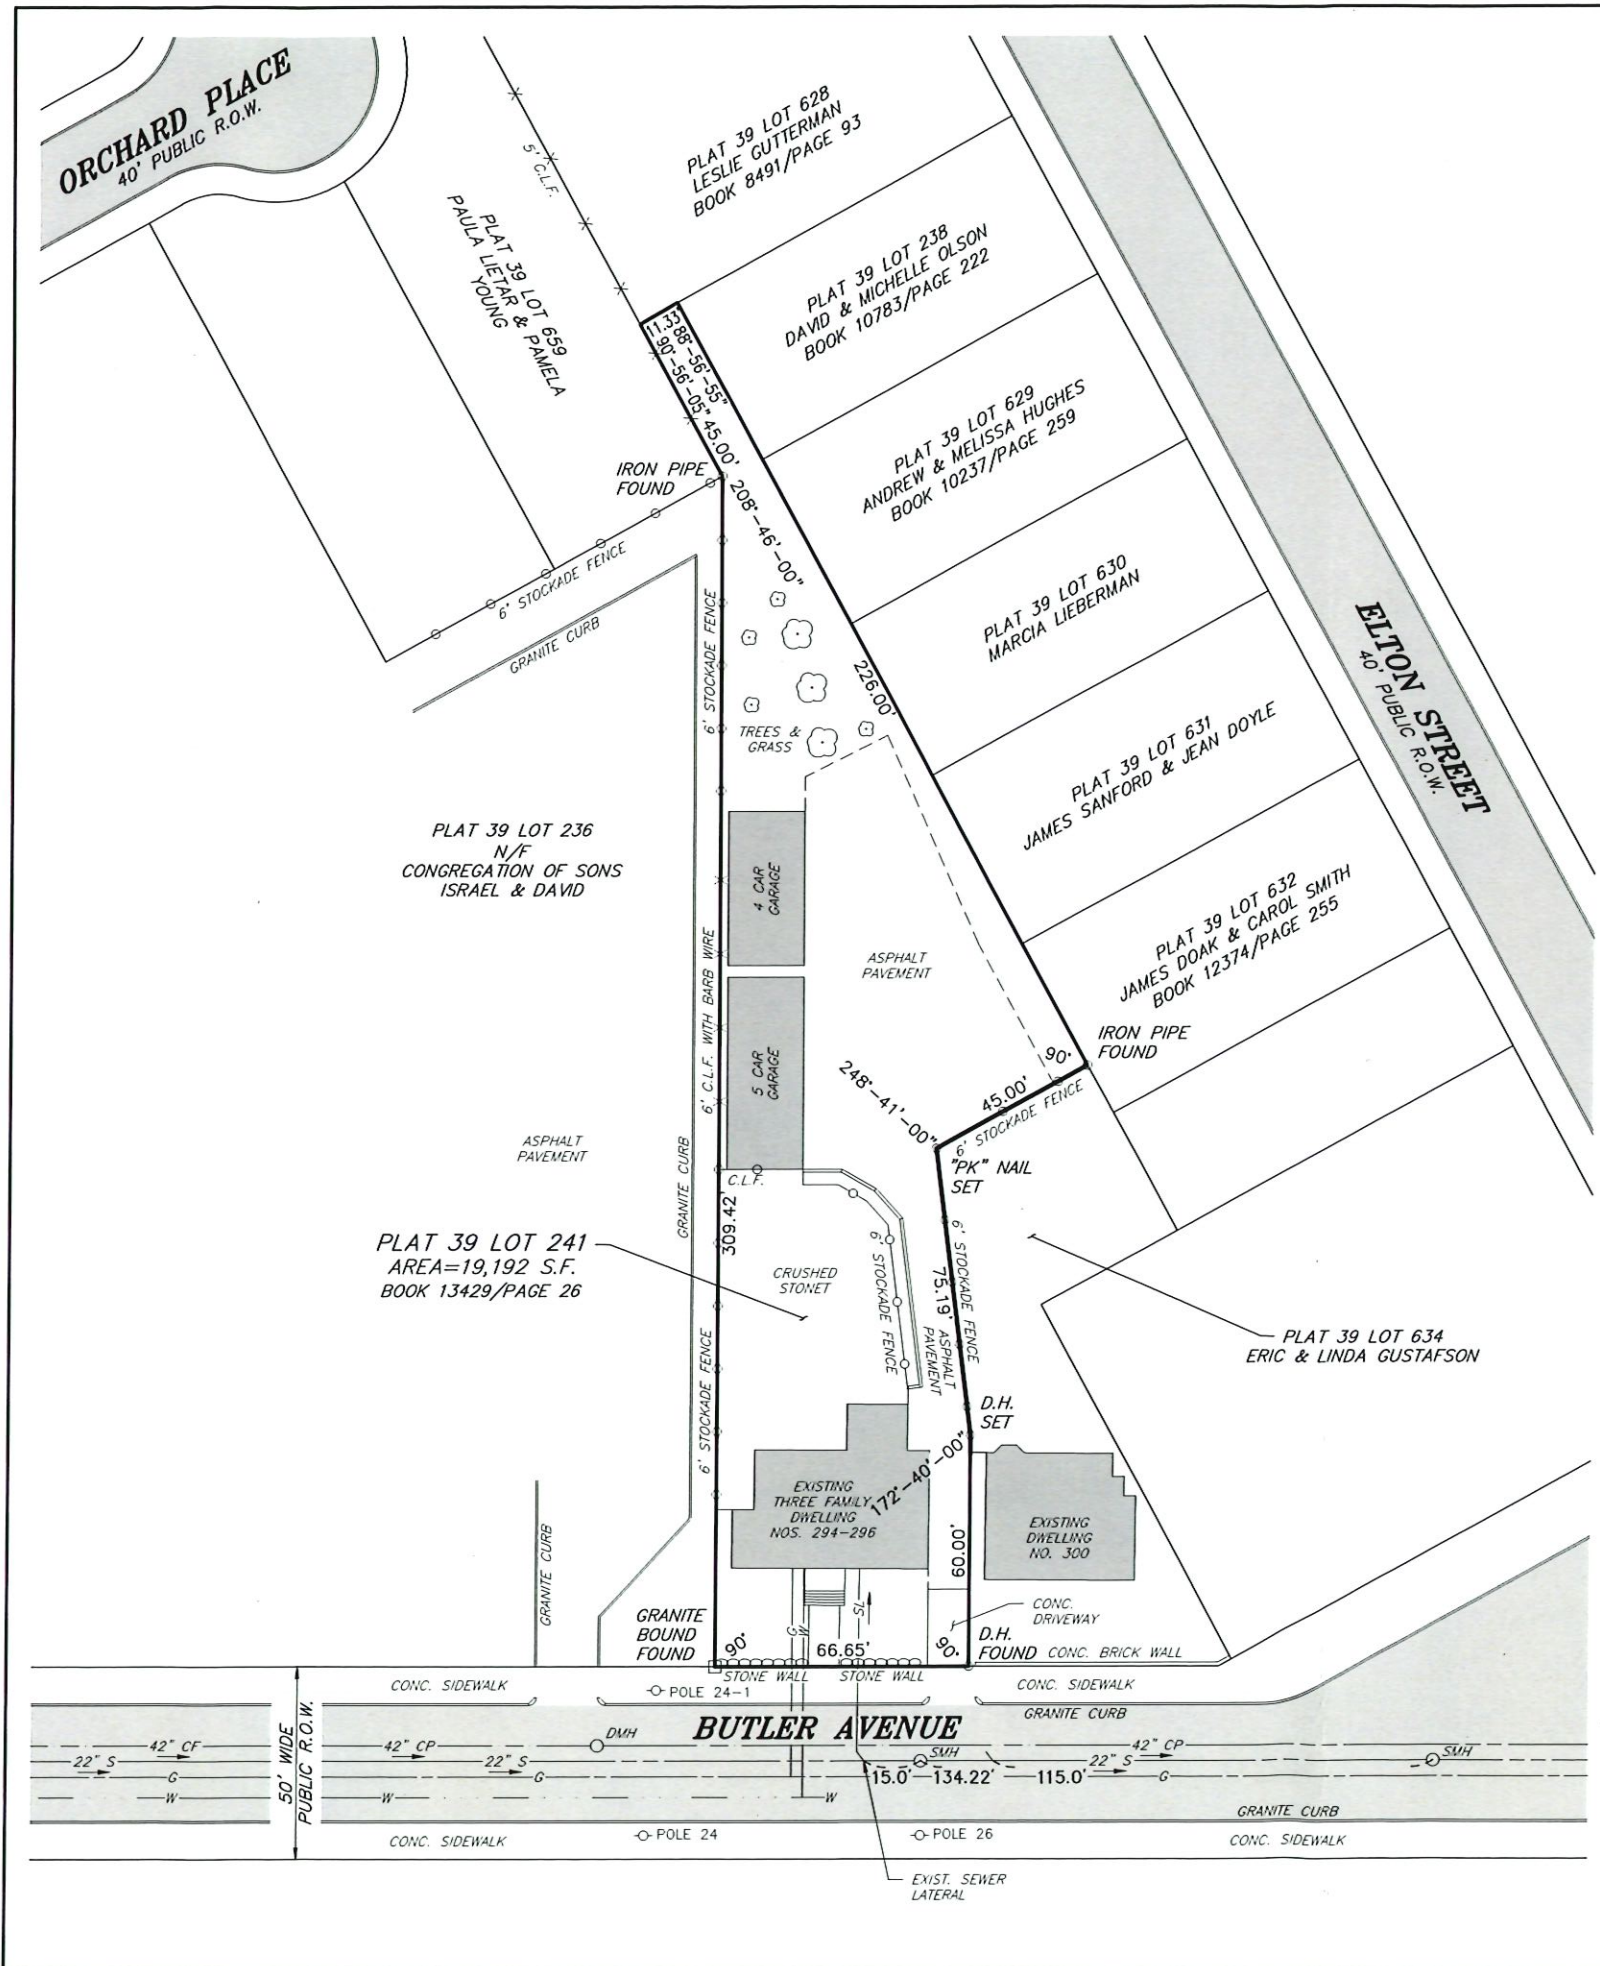 ORCHARD PLACE
40' PUBLIC R.O.W.
5' C.L.F.
PLAT 39 LOT 628
LESLIE GUTTERMAN
BOOK 8491/PAGE 93
PLAT 39 LOT 659
PAULA LIETAR & PAMELA
YOUNG
PLAT 39 LOT 238
DAVID & MICHELLE OLSON
BOOK 10783/PAGE 222
11.33'
88°-56'-55"
90°-56'-05"
45.00'
PLAT 39 LOT 629
ANDREW & MELISSA HUGHES
BOOK 10237/PAGE 259
IRON PIPE
FOUND
208°-46'-00"
6' STOCKADE FENCE
GRANITE CURB
6' STOCKADE FENCE
PLAT 39 LOT 630
MARCIA LIEBERMAN
ELTON STREET
40' PUBLIC R.O.W.
226.00'
TREES &
GRASS
PLAT 39 LOT 631
JAMES SANFORD & JEAN DOYLE
PLAT 39 LOT 236
N/F
CONGREGATION OF SONS
ISRAEL & DAVID
4 CAR
GARAGE
PLAT 39 LOT 632
JAMES DOAK & CAROL SMITH
BOOK 12374/PAGE 255
ASPHALT
PAVEMENT
6' C.L.F. WITH BARB WIRE
5 CAR
GARAGE
IRON PIPE
FOUND
90°
248°-41'-00"
45.00'
6' STOCKADE FENCE
ASPHALT
PAVEMENT
GRANITE CURB
C.L.F.
"PK" NAIL
SET
309.42'
PLAT 39 LOT 241
AREA=19,192 S.F.
BOOK 13429/PAGE 26
CRUSHED
STONET
6' STOCKADE FENCE
6' STOCKADE FENCE
75.19'
ASPHALT
PAVEMENT
PLAT 39 LOT 634
ERIC & LINDA GUSTAFSON
6' STOCKADE FENCE
D.H.
SET
172°-40'-00"
EXISTING
THREE FAMILY
DWELLING
NOS. 294-296
EXISTING
DWELLING
NO. 300
60.00'
GRANITE CURB
GRANITE
BOUND
FOUND
90°
G
W
SL
66.65'
90°
CONC.
DRIVEWAY
D.H.
FOUND
CONC. BRICK WALL
STONE WALL
STONE WALL
CONC. SIDEWALK
POLE 24-1
CONC. SIDEWALK
GRANITE CURB
50' WIDE
PUBLIC R.O.W.
BUTLER AVENUE
DMH
42" CF
42" CP
SMH
42" CP
SMH
22" S
22" S
22" S
G
G
15.0'
134.22'
115.0'
G
W
W
W
GRANITE CURB
CONC. SIDEWALK
POLE 24
POLE 26
CONC. SIDEWALK
EXIST. SEWER
LATERAL